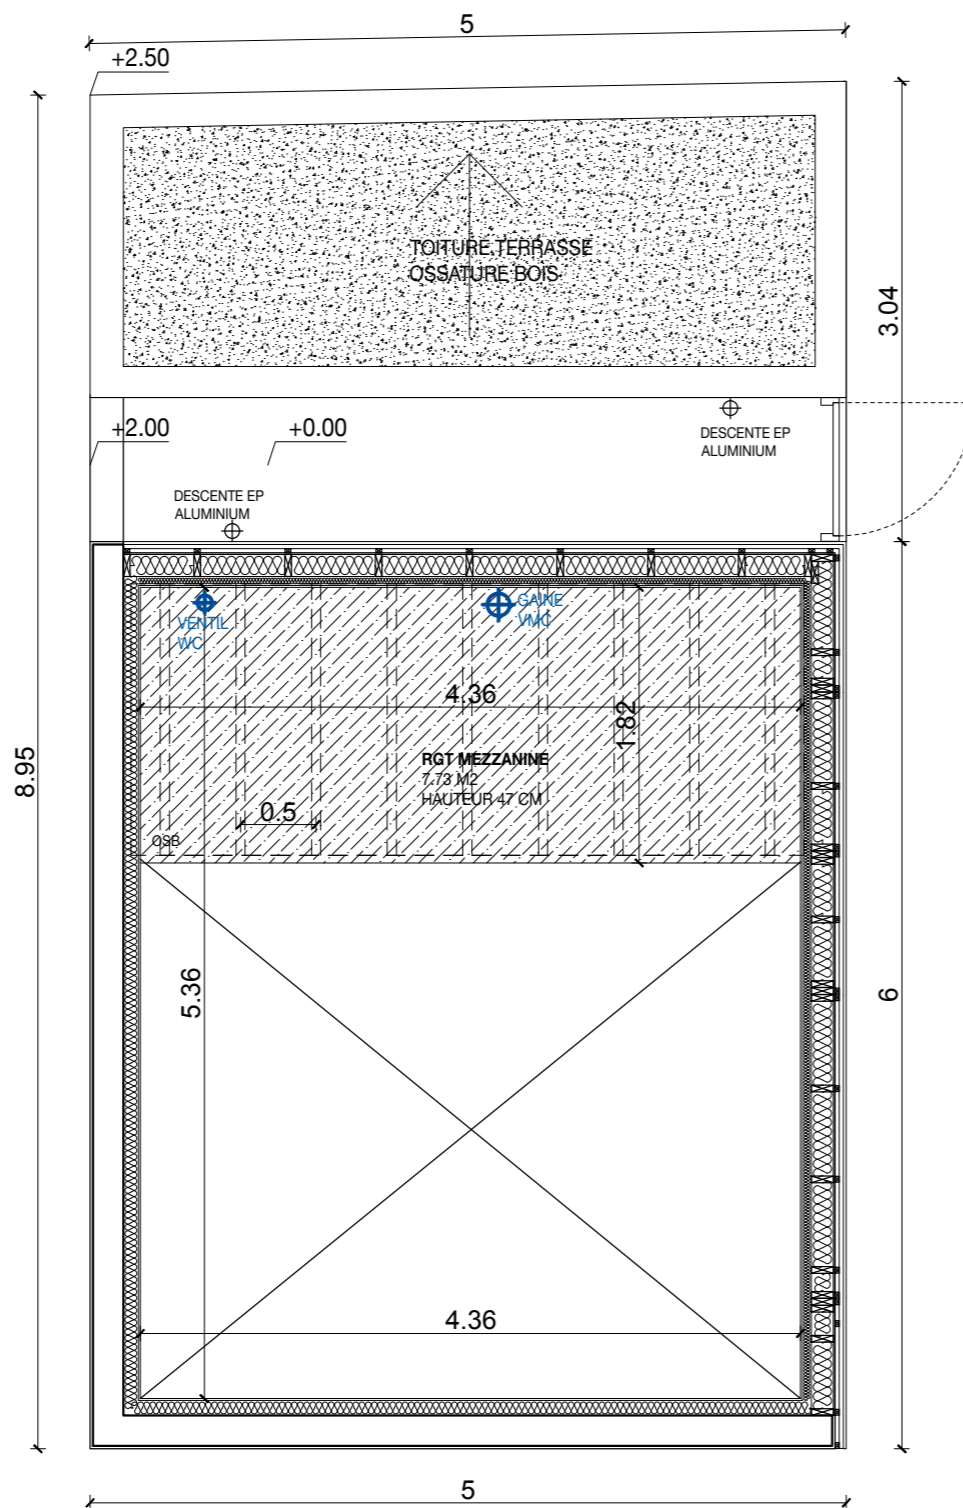 5
+2.50
TOITURE TERRASSE
OSSATURE BOIS
3.04
+2.00
+0.00
DESCENTE EP
ALUMINIUM
DESCENTE EP
ALUMINIUM
VENTIL
WC
GAINE
VMC
4.36
1.82
RGT MEZZANINE
7.73 M2
HAUTEUR 47 CM
0.5
OSB
8.95
5.36
6
4.36
5